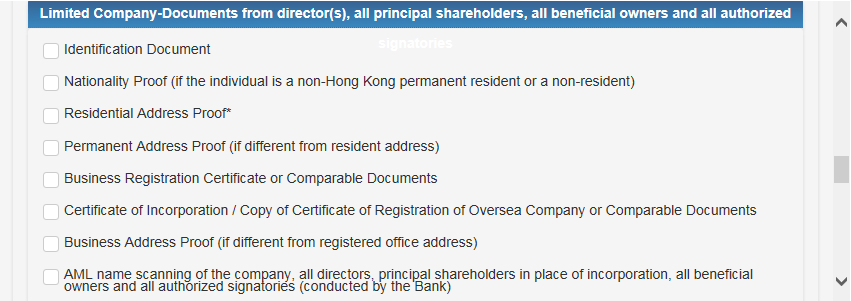 Limited Company-Documents from director(s), all principal shareholders, all beneficial owners and all authorized
signatories
Identification Document
Nationality Proof (if the individual is a non-Hong Kong permanent resident or a non-resident)
Residential Address Proof*
Permanent Address Proof (if different from resident address)
Business Registration Certificate or Comparable Documents
Certificate of Incorporation / Copy of Certificate of Registration of Oversea Company or Comparable Documents
Business Address Proof (if different from registered office address)
AML name scanning of the company, all directors, principal shareholders in place of incorporation, all beneficial
owners and all authorized signatories (conducted by the Bank)